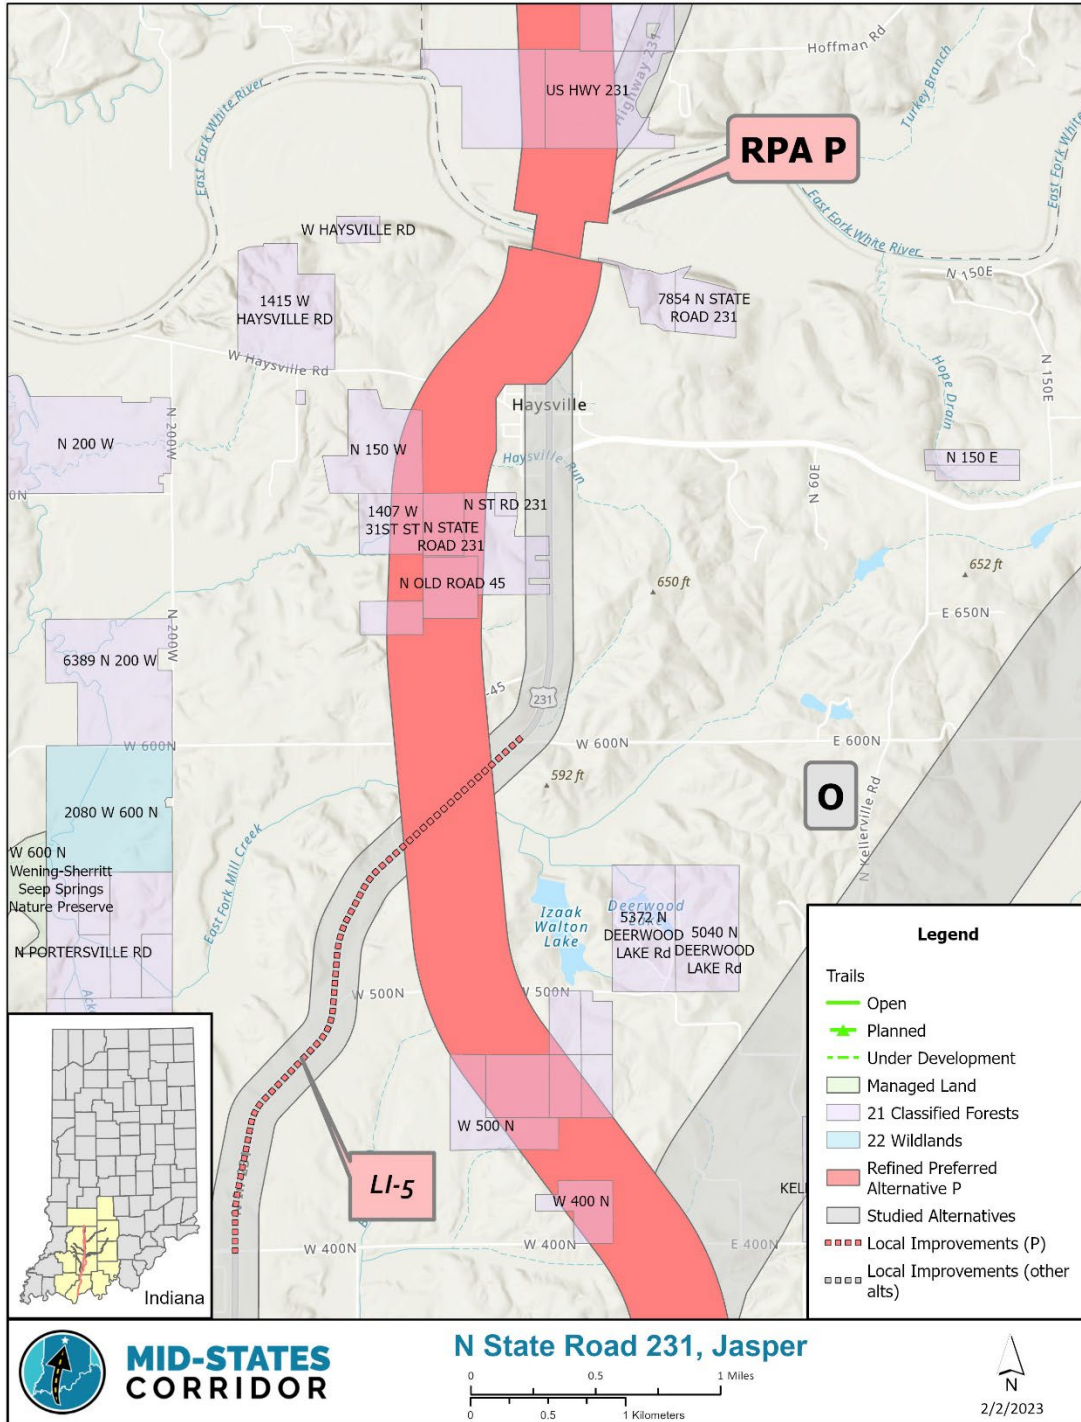 Hoffman Rd
US HWY 231
Highway 231
Turkey Branch
East Fork White River
RPA P
East Fork White
East Fork White River
W HAYSVILLE RD
N 150E
1415 W
HAYSVILLE RD
7854 N STATE
ROAD 231
W Haysville Rd
Hope Drain
N 150E
Haysville
N 200 W
N 200W
N 150 W
Haysville Run
N 60E
N 150 E
0N
1407 W
31ST ST
N STATE
ROAD 231
N ST RD 231
N OLD ROAD 45
650 ft
652 ft
E 650N
6389 N 200 W
N 200W
-45
231
W 600N
W 600N
E 600N
592 ft
O
2080 W 600 N
N Kellerville Rd
W 600 N
Wening-Sherritt
Seep Springs
Nature Preserve
East Fork Mill Creek
Izaak
Walton
Lake
Deerwood
Lake
5372 N
DEERWOOD
LAKE Rd
5040 N
DEERWOOD
LAKE Rd
N PORTERSVILLE RD
Ack
W 500N
W 500N
W 500 N
LI-5
W 400 N
KEL
W 400N
W 400N
E 400N
Indiana
Legend
Trails
Open
Planned
Under Development
Managed Land
21 Classified Forests
22 Wildlands
Refined Preferred
Alternative P
Studied Alternatives
Local Improvements (P)
Local Improvements (other
alts)
MID-STATES
CORRIDOR
N State Road 231, Jasper
0 0.5 1 Miles
0 0.5 1 Kilometers
N
2/2/2023